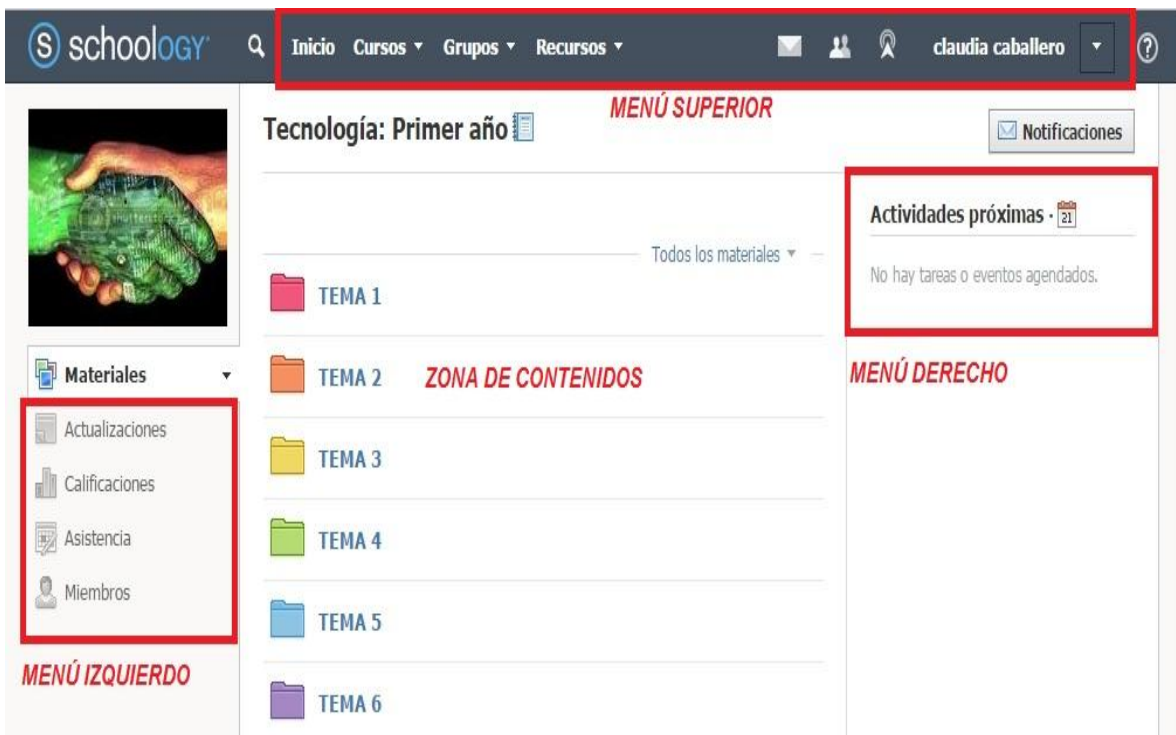 schoology Inicio Cursos Grupos Recursos claudia caballero
MENÚ SUPERIOR
Tecnología: Primer año
Notificaciones
shutterstock
Actividades próximas · 21
Todos los materiales
No hay tareas o eventos agendados.
TEMA 1
Materiales
TEMA 2
ZONA DE CONTENIDOS
MENÚ DERECHO
Actualizaciones
TEMA 3
Calificaciones
Asistencia
TEMA 4
Miembros
TEMA 5
MENÚ IZQUIERDO
TEMA 6